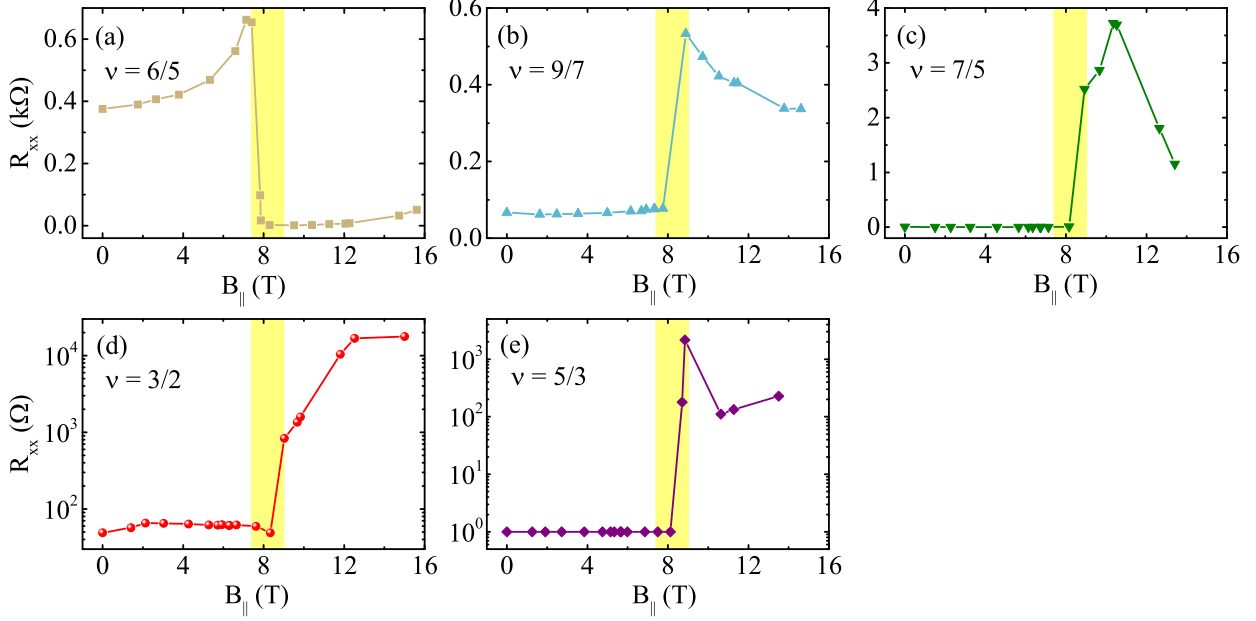 (a)
ν = 6/5
R_xx (kΩ)
0.6
0.4
0.2
0.0
0 4 8 12 16
B_|| (T)
(b)
ν = 9/7
0.6
0.4
0.2
0.0
0 4 8 12 16
B_|| (T)
(c)
ν = 7/5
4
3
2
1
0
0 4 8 12 16
B_|| (T)
(d)
ν = 3/2
R_xx (Ω)
10^4
10^3
10^2
0 4 8 12 16
B_|| (T)
(e)
ν = 5/3
10^3
10^2
10^1
10^0
0 4 8 12 16
B_|| (T)